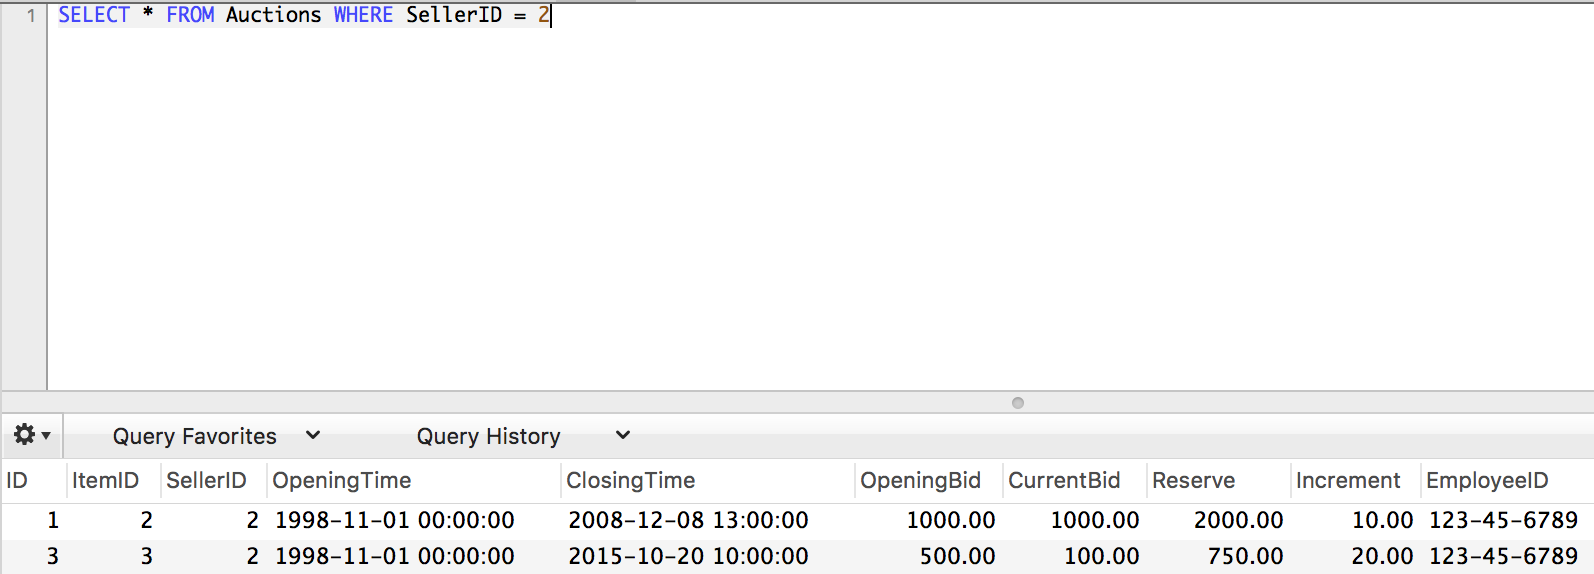 1 SELECT * FROM Auctions WHERE SellerID = 2
Query Favorites Query History
ID ItemID SellerID OpeningTime ClosingTime OpeningBid CurrentBid Reserve Increment EmployeeID
1 2 2 1998-11-01 00:00:00 2008-12-08 13:00:00 1000.00 1000.00 2000.00 10.00 123-45-6789
3 3 2 1998-11-01 00:00:00 2015-10-20 10:00:00 500.00 100.00 750.00 20.00 123-45-6789